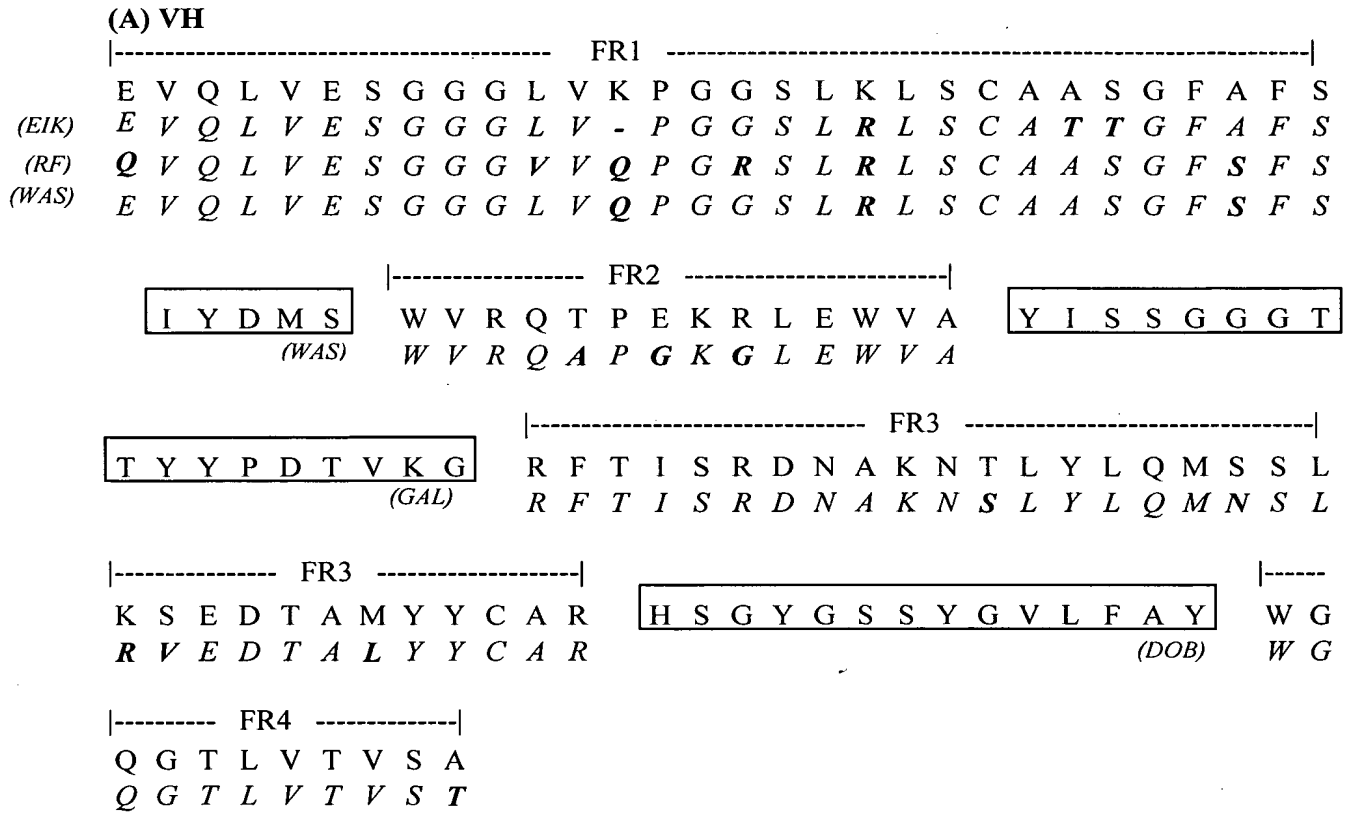 (A) VH
|---------------------------------- FR1 --------------------------------------------------|
E V Q L V E S G G G L V K P G G S L K L S C A A S G F A F S
(EIK) E V Q L V E S G G G L V - P G G S L R L S C A T T G F A F S
(RF) Q V Q L V E S G G G V V Q P G R S L R L S C A A S G F S F S
(WAS) E V Q L V E S G G G L V Q P G G S L R L S C A A S G F S F S
|--------------- FR2 --------------------|
I Y D M S W V R Q T P E K R L E W V A Y I S S G G G T
(WAS) W V R Q A P G K G L E W V A
|-------------------------- FR3 --------------------------|
T Y Y P D T V K G R F T I S R D N A K N T L Y L Q M S S L
(GAL) R F T I S R D N A K N S L Y L Q M N S L
|------------- FR3 ----------------| |------
K S E D T A M Y Y C A R H S G Y G S S Y G V L F A Y W G
R V E D T A L Y Y C A R (DOB) W G
|-------- FR4 -----------|
Q G T L V T V S A
Q G T L V T V S T